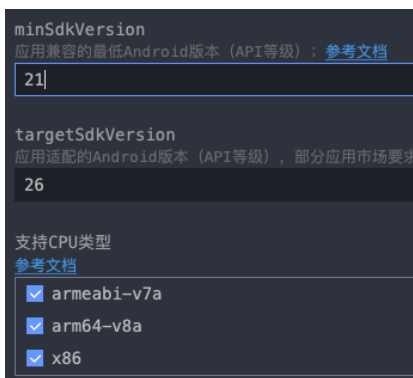 minSdkVersion
应用兼容的最低Android版本（API等级）；参考文档
21
targetSdkVersion
应用适配的Android版本（API等级），部分应用市场要求
26
支持CPU类型
参考文档
armeabi-v7a
arm64-v8a
x86